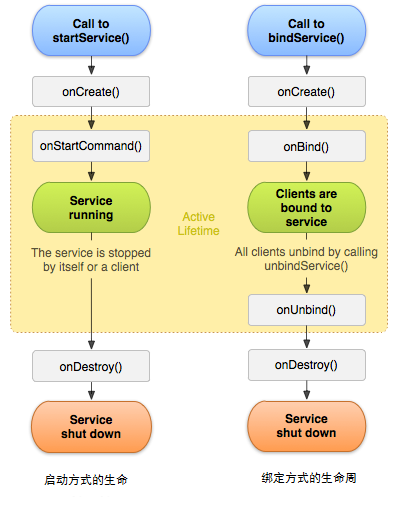 Call to
startService()
onCreate()
onStartCommand()
Service
running
The service is stopped
by itself or a client
onDestroy()
Service
shut down
启动方式的生命
Active
Lifetime
Call to
bindService()
onCreate()
onBind()
Clients are
bound to
service
All clients unbind by calling
unbindService()
onUnbind()
onDestroy()
Service
shut down
绑定方式的生命周